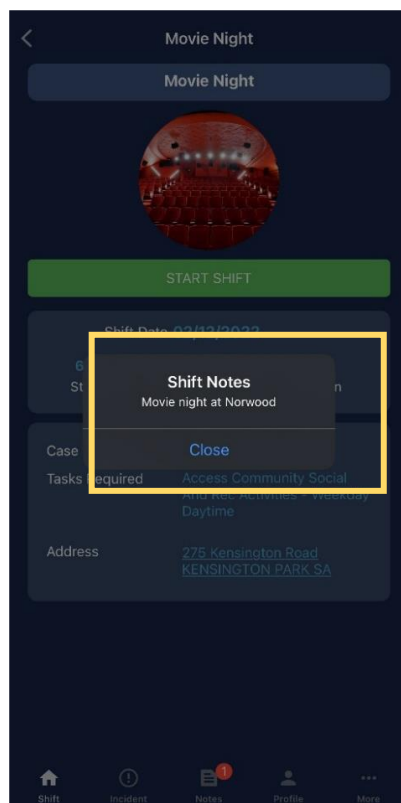 Movie Night
Movie Night
START SHIFT
Shift Date 02/12/2022
6
St
n
Shift Notes
Movie night at Norwood
Close
Case
Tasks Required
Access Community Social
And Rec Activities - Weekday
Daytime
Address
275 Kensington Road
KENSINGTON PARK SA
1
Shift
Incident
Notes
Profile
More